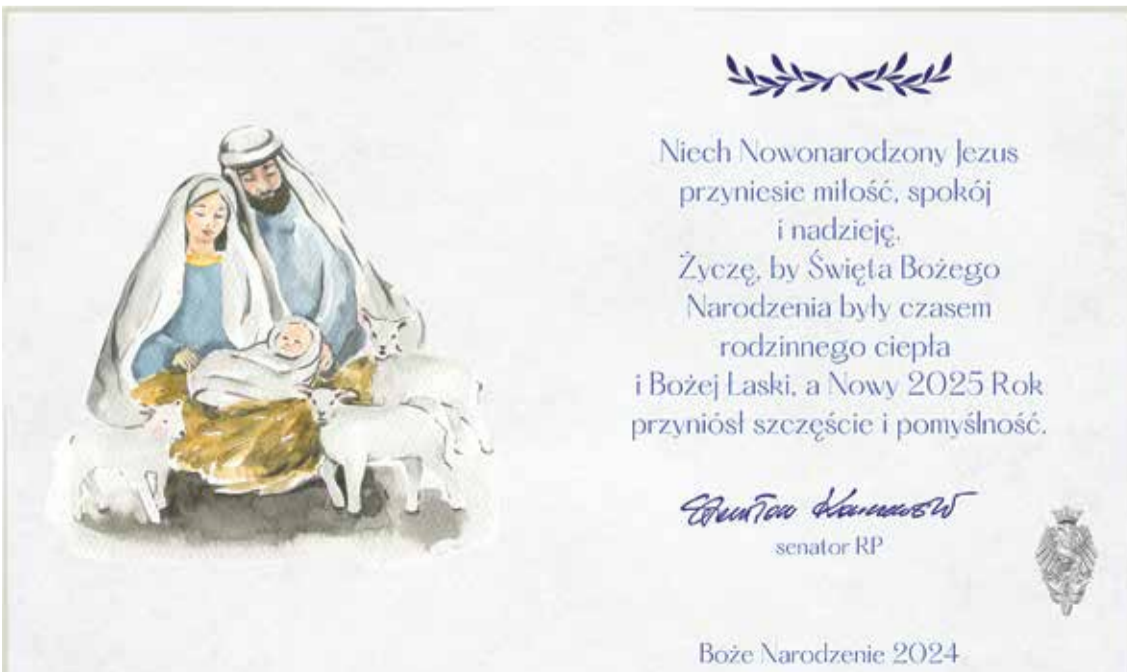 Niech Nowonarodzony Jezus
przyniesie miłość, spokój
i nadzieję.
Życzę, by Święta Bożego
Narodzenia były czasem
rodzinnego ciepła
i Bożej Łaski, a Nowy 2025 Rok
przyniósł szczęście i pomyślność.
senator RP
Boże Narodzenie 2024